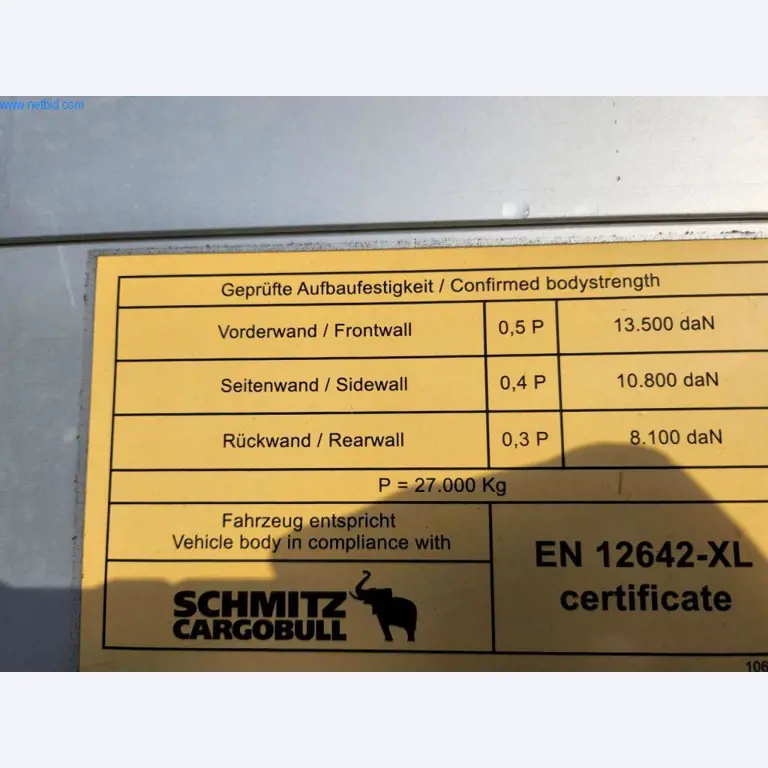 www.netbid.com
Geprüfte Aufbaufestigkeit / Confirmed bodystrength
Vorderwand / Frontwall 0,5 P 13.500 daN
Seitenwand / Sidewall 0,4 P 10.800 daN
Rückwand / Rearwall 0,3 P 8.100 daN
P = 27.000 Kg
Fahrzeug entspricht
Vehicle body in compliance with
EN 12642-XL
certificate
SCHMITZ
CARGOBULL